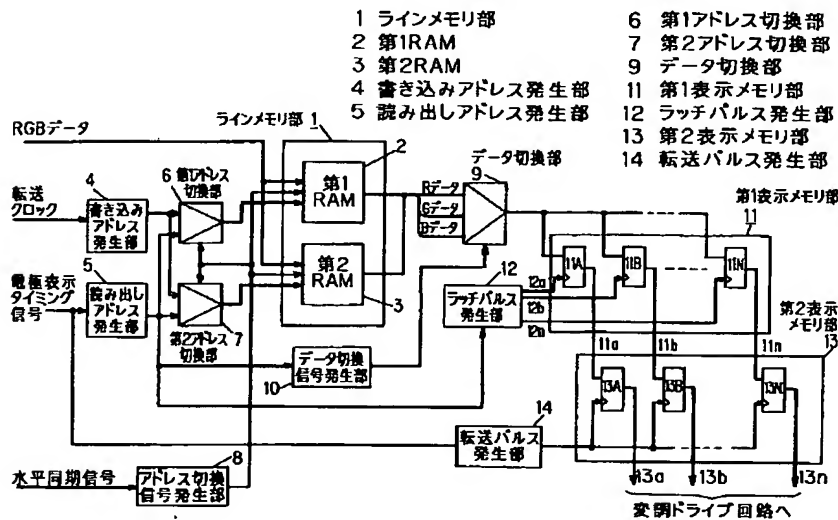 1 ラインメモリ部
2 第1RAM
3 第2RAM
4 書き込みアドレス発生部
5 読み出しアドレス発生部
6 第1アドレス切換部
7 第2アドレス切換部
9 データ切換部
11 第1表示メモリ部
12 ラッチパルス発生部
13 第2表示メモリ部
14 転送パルス発生部
RGBデータ
ラインメモリ部 1
2
第1
RAM
6 第1アドレス
切換部
データ切換部
9
転送
クロック
4
書き込み
アドレス
発生部
Rデータ
Gデータ
Bデータ
第1表示メモリ部
11
11A
11B
11N
電極表示
タイミング
信号
5
読み出し
アドレス
発生部
第2
RAM
3
7
第2アドレス
切換部
12
ラッチパルス
発生部
12a
12b
12n
第2表示
メモリ部
13
11a
11b
11n
データ切換
信号発生部
10
13A
13B
13N
14
転送パルス
発生部
水平同期信号
8
アドレス切換
信号発生部
13a
13b
13n
変調ドライブ回路へ